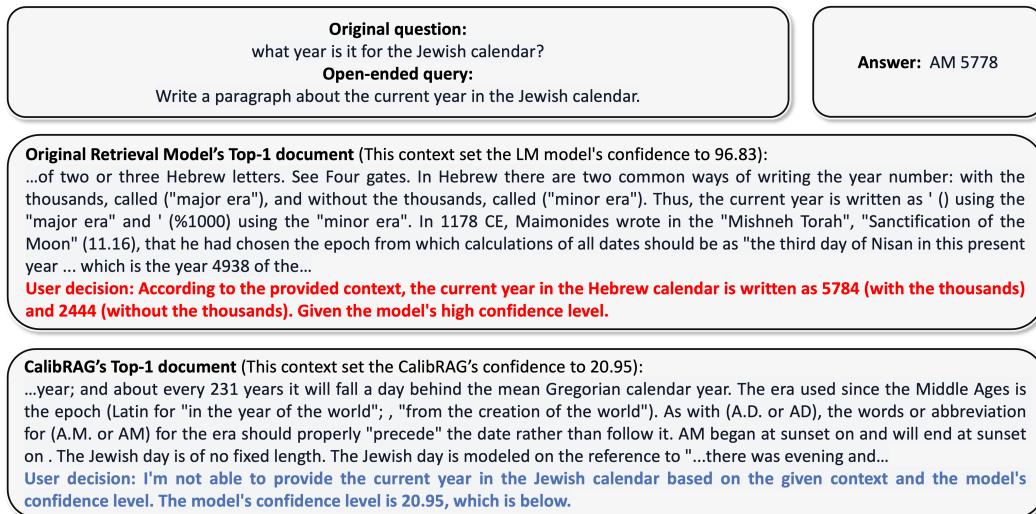 Original question:
what year is it for the Jewish calendar?
Open-ended query:
Write a paragraph about the current year in the Jewish calendar.
Answer: AM 5778
Original Retrieval Model's Top-1 document (This context set the LM model's confidence to 96.83):
...of two or three Hebrew letters. See Four gates. In Hebrew there are two common ways of writing the year number: with the
thousands, called ("major era"), and without the thousands, called ("minor era"). Thus, the current year is written as ' () using the
"major era" and ' (%1000) using the "minor era". In 1178 CE, Maimonides wrote in the "Mishneh Torah", "Sanctification of the
Moon" (11.16), that he had chosen the epoch from which calculations of all dates should be as "the third day of Nisan in this present
year ... which is the year 4938 of the...
User decision: According to the provided context, the current year in the Hebrew calendar is written as 5784 (with the thousands)
and 2444 (without the thousands). Given the model's high confidence level.
CalibRAG's Top-1 document (This context set the CalibRAG's confidence to 20.95):
...year; and about every 231 years it will fall a day behind the mean Gregorian calendar year. The era used since the Middle Ages is
the epoch (Latin for "in the year of the world"; , "from the creation of the world"). As with (A.D. or AD), the words or abbreviation
for (A.M. or AM) for the era should properly "precede" the date rather than follow it. AM began at sunset on and will end at sunset
on . The Jewish day is of no fixed length. The Jewish day is modeled on the reference to "...there was evening and...
User decision: I'm not able to provide the current year in the Jewish calendar based on the given context and the model's
confidence level. The model's confidence level is 20.95, which is below.